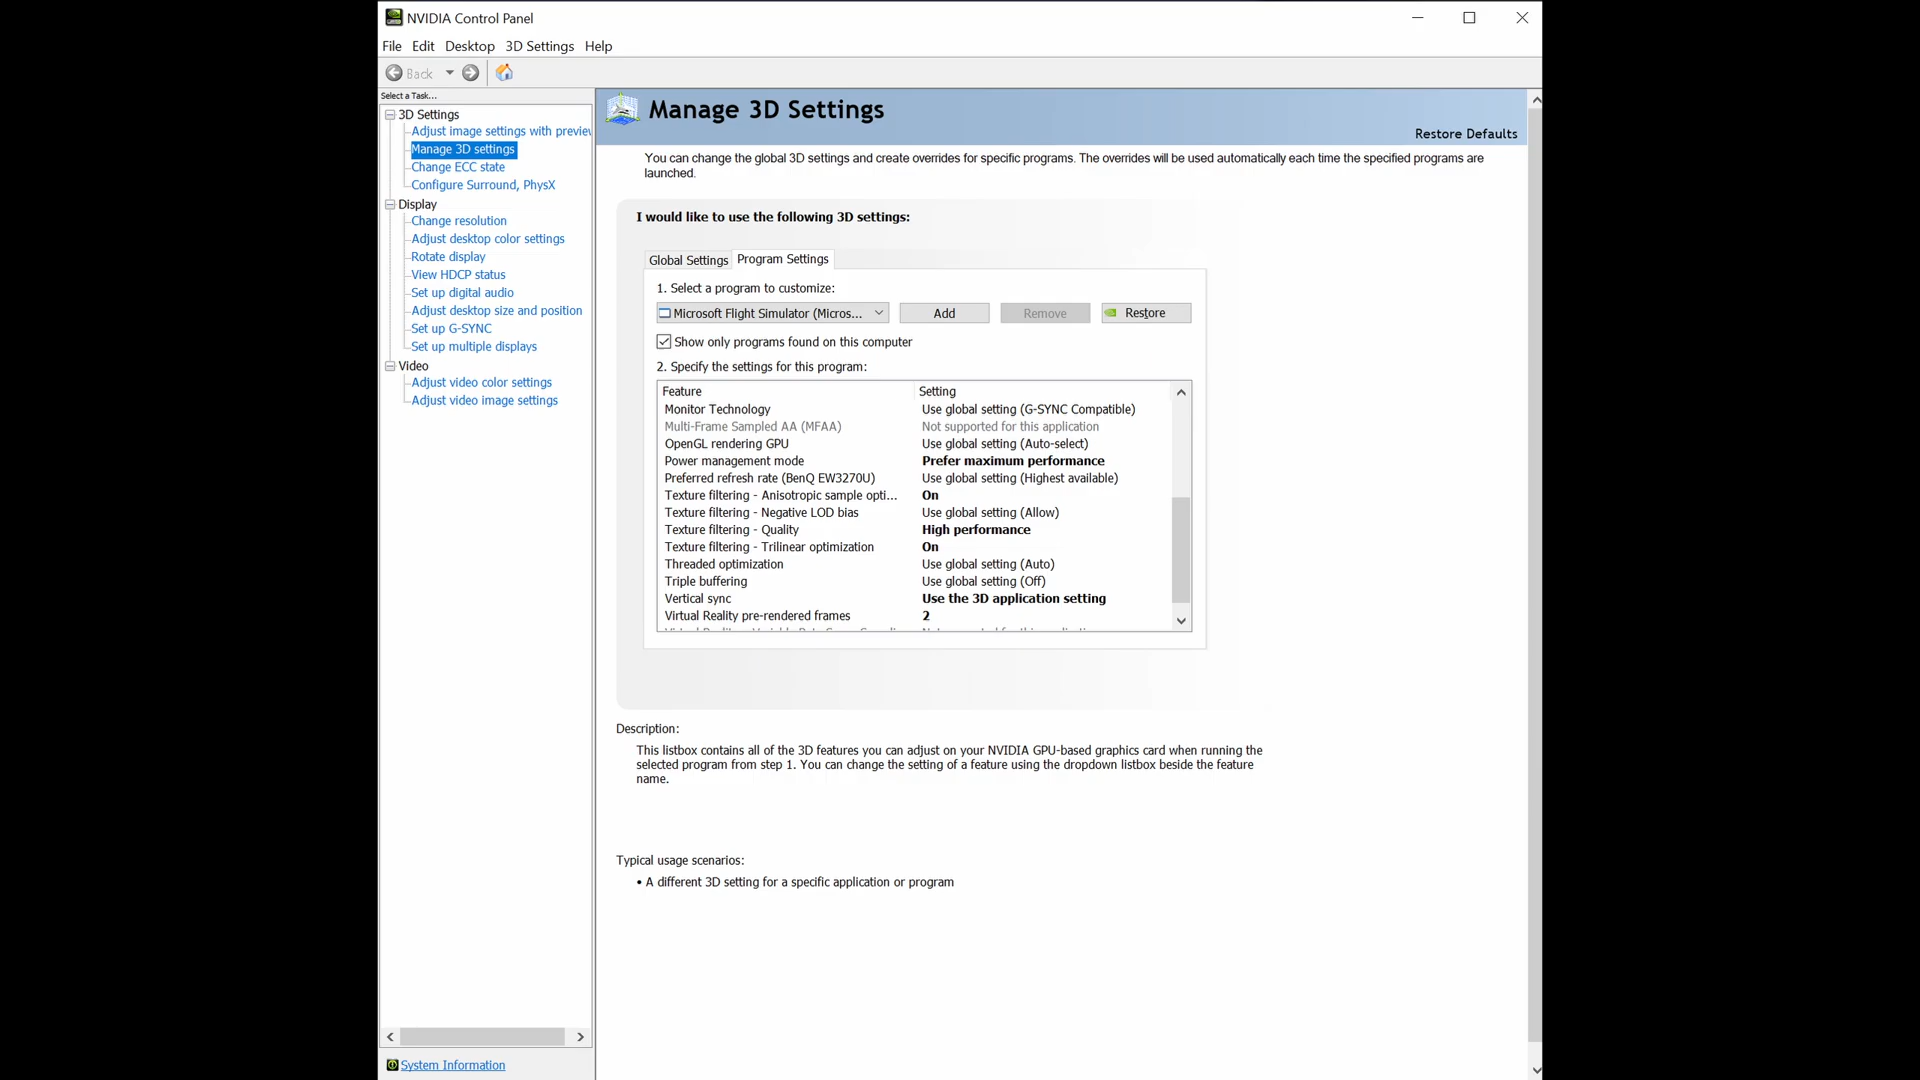 NVIDIA Control Panel
File Edit Desktop 3D Settings Help
Back
Select a Task...
3D Settings
Adjust image settings with preview
Manage 3D settings
Change ECC state
Configure Surround, PhysX
Display
Change resolution
Adjust desktop color settings
Rotate display
View HDCP status
Set up digital audio
Adjust desktop size and position
Set up G-SYNC
Set up multiple displays
Video
Adjust video color settings
Adjust video image settings
System Information
Manage 3D Settings
Restore Defaults
You can change the global 3D settings and create overrides for specific programs. The overrides will be used automatically each time the specified programs are
launched.
I would like to use the following 3D settings:
Global Settings Program Settings
1. Select a program to customize:
Microsoft Flight Simulator (Micros... Add Remove Restore
Show only programs found on this computer
2. Specify the settings for this program:
Feature Setting
Monitor Technology Use global setting (G-SYNC Compatible)
Multi-Frame Sampled AA (MFAA) Not supported for this application
OpenGL rendering GPU Use global setting (Auto-select)
Power management mode Prefer maximum performance
Preferred refresh rate (BenQ EW3270U) Use global setting (Highest available)
Texture filtering - Anisotropic sample opti... On
Texture filtering - Negative LOD bias Use global setting (Allow)
Texture filtering - Quality High performance
Texture filtering - Trilinear optimization On
Threaded optimization Use global setting (Auto)
Triple buffering Use global setting (Off)
Vertical sync Use the 3D application setting
Virtual Reality pre-rendered frames 2
Description:
This listbox contains all of the 3D features you can adjust on your NVIDIA GPU-based graphics card when running the
selected program from step 1. You can change the setting of a feature using the dropdown listbox beside the feature
name.
Typical usage scenarios:
• A different 3D setting for a specific application or program